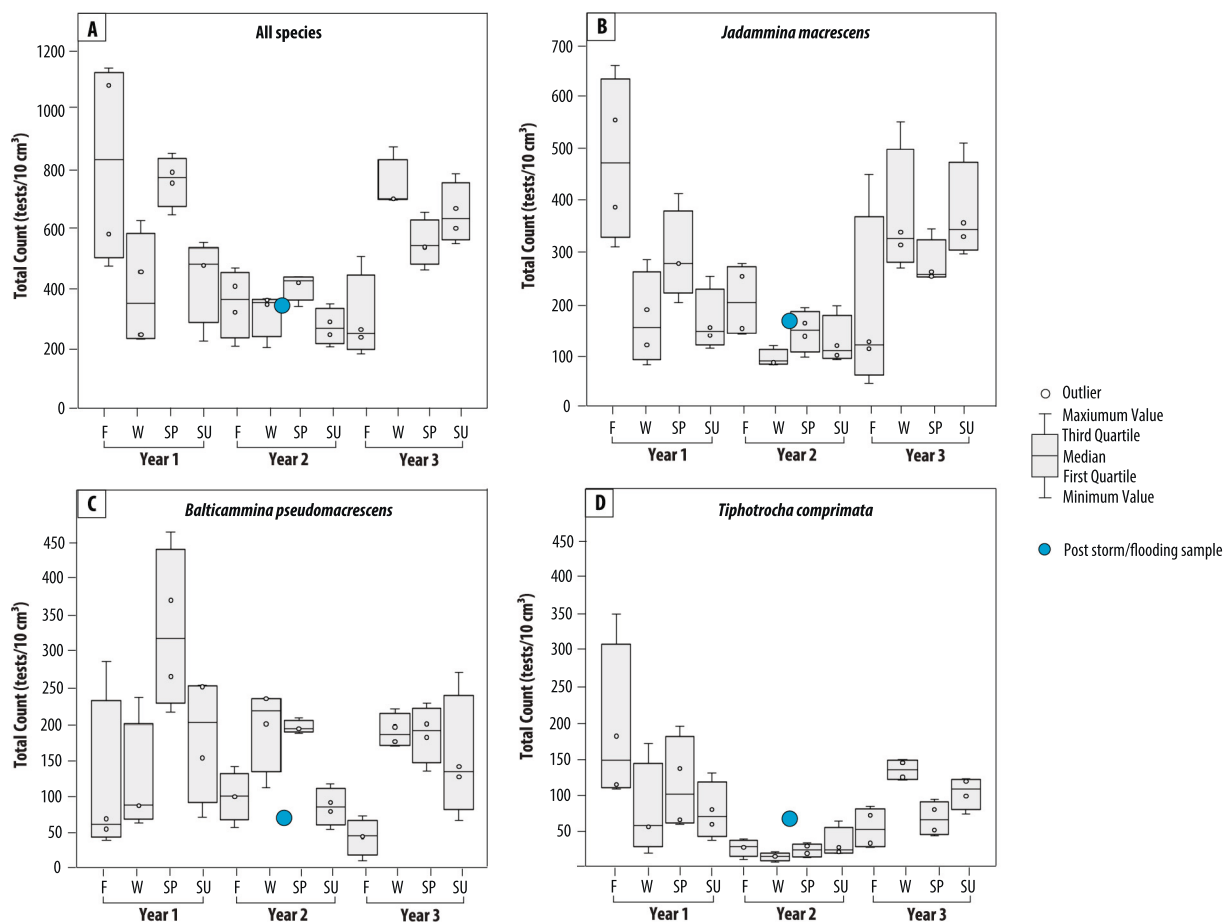 A
All species
Total Count (tests/10 cm³)
1200
1000
800
600
400
200
0
F W SP SU F W SP SU F W SP SU
Year 1 Year 2 Year 3
B
Jadammina macrescens
Total Count (tests/10 cm³)
700
600
500
400
300
200
100
0
F W SP SU F W SP SU F W SP SU
Year 1 Year 2 Year 3
Outlier
Maxiumum Value
Third Quartile
Median
First Quartile
Minimum Value
Post storm/flooding sample
C
Balticammina pseudomacrescens
Total Count (tests/10 cm³)
450
350
300
250
200
150
100
50
0
F W SP SU F W SP SU F W SP SU
Year 1 Year 2 Year 3
D
Tiphotrocha comprimata
Total Count (tests/10 cm³)
450
350
300
250
200
150
100
50
F W SP SU F W SP SU F W SP SU
Year 1 Year 2 Year 3